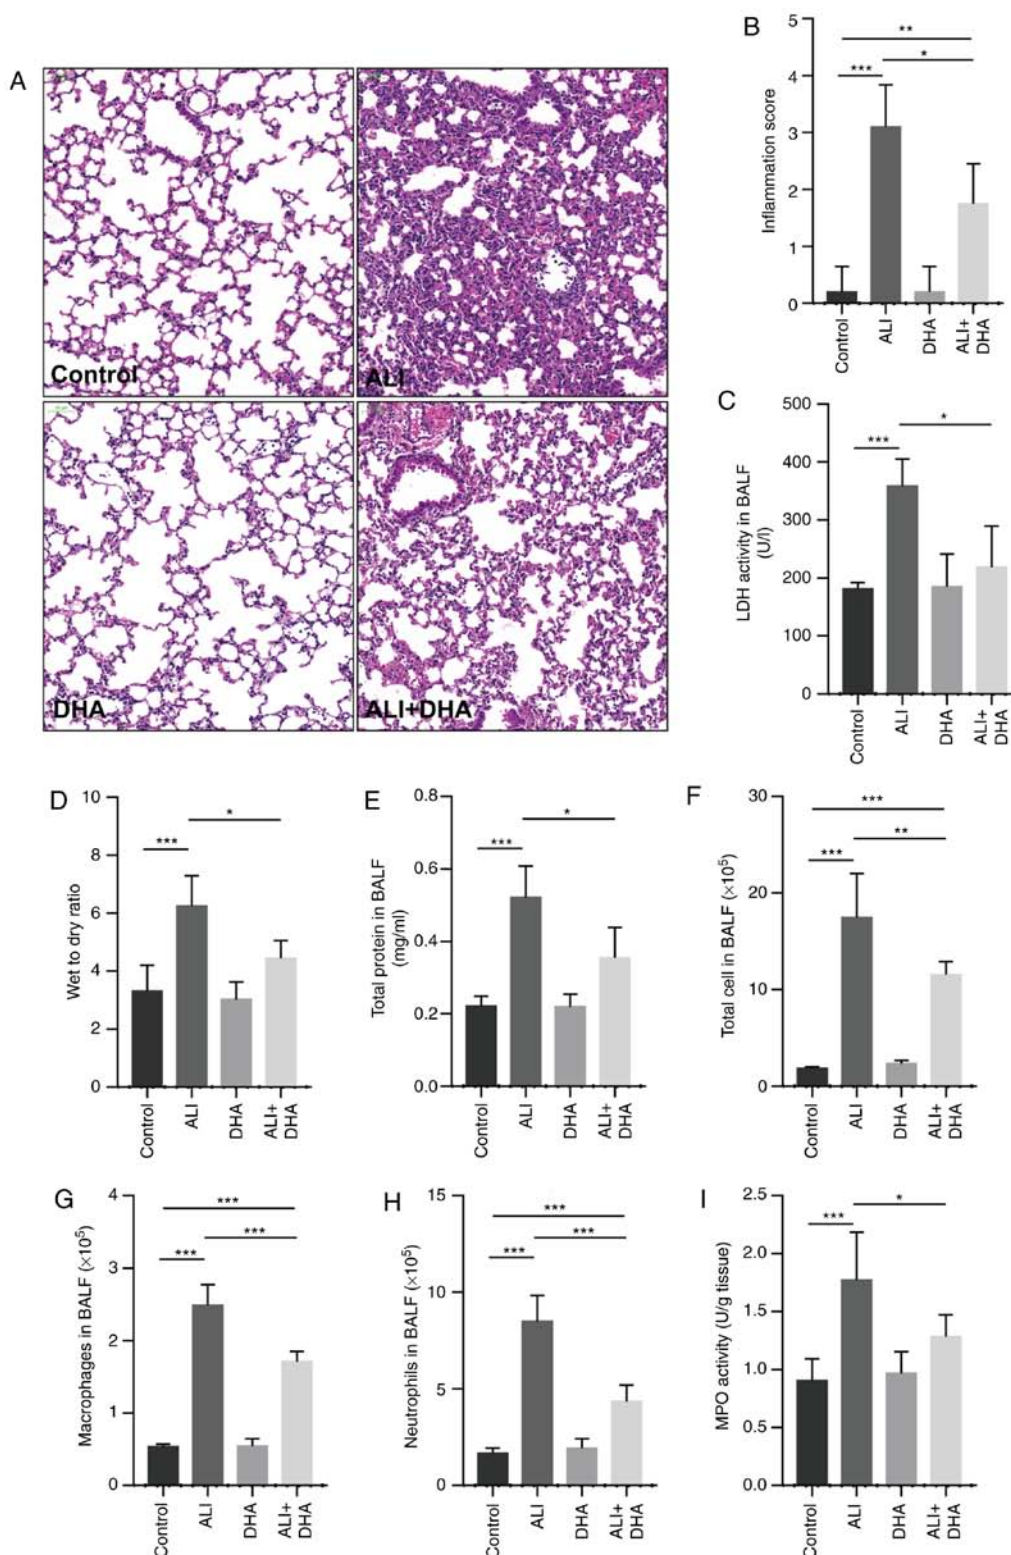 A
Control
ALI
DHA
ALI+DHA
B
Inflammation score
5
4
3
2
1
0
**
*
***
Control
ALI
DHA
ALI+
DHA
C
LDH activity in BALF
(U/l)
500
400
300
200
100
0
*
***
Control
ALI
DHA
ALI+
DHA
D
Wet to dry ratio
10
8
6
4
2
0
*
***
Control
ALI
DHA
ALI+
DHA
E
Total protein in BALF
(mg/ml)
0.8
0.6
0.4
0.2
0.0
*
***
Control
ALI
DHA
ALI+
DHA
F
Total cell in BALF (×10⁵)
30
20
10
0
***
**
***
Control
ALI
DHA
ALI+
DHA
G
Macrophages in BALF (×10⁵)
4
3
2
1
0
***
***
***
Control
ALI
DHA
ALI+
DHA
H
Neutrophils in BALF (×10⁵)
15
10
5
0
***
***
***
Control
ALI
DHA
ALI+
DHA
I
MPO activity (U/g tissue)
2.5
2.0
1.5
1.0
0.5
0.0
*
***
Control
ALI
DHA
ALI+
DHA